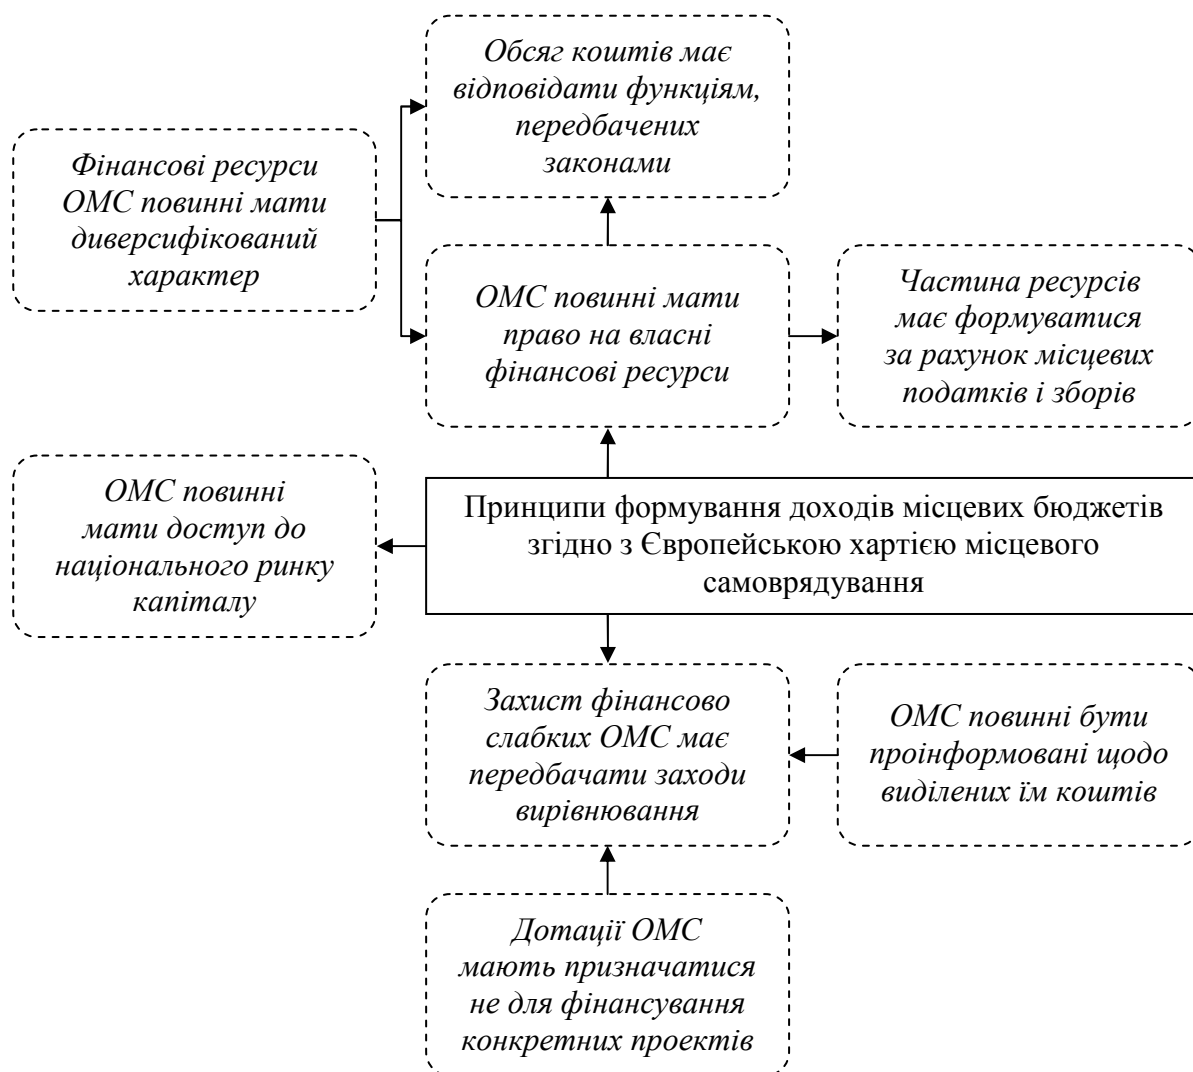 Обсяг коштів має
відповідати функціям,
передбачених
законами
Фінансові ресурси
ОМС повинні мати
диверсифікований
характер
ОМС повинні мати
право на власні
фінансові ресурси
Частина ресурсів
має формуватися
за рахунок місцевих
податків і зборів
ОМС повинні
мати доступ до
національного ринку
капіталу
Принципи формування доходів місцевих бюджетів
згідно з Європейською хартією місцевого
самоврядування
Захист фінансово
слабких ОМС має
передбачати заходи
вирівнювання
ОМС повинні бути
проінформовані щодо
виділених їм коштів
Дотації ОМС
мають призначатися
не для фінансування
конкретних проектів